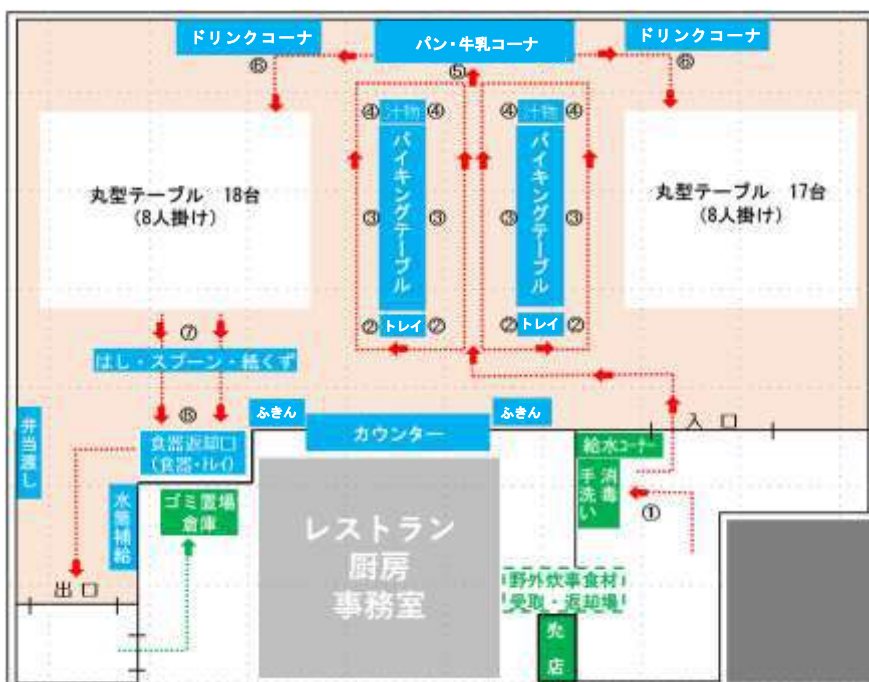 ドリンクコーナ
パン・牛乳コーナ
ドリンクコーナ
⑥
⑤
⑥
④
汁物
④
④
汁物
④
丸型テーブル 18台
(8人掛け)
バイキングテーブル
バイキングテーブル
丸型テーブル 17台
(8人掛け)
③
③
③
③
②
トレイ
②
②
トレイ
②
⑦
はし・スプーン・紙くず
ふきん
カウンター
ふきん
入口
弁当渡し
食器返却口
(食器・トレイ)
給水コーナー
消毒
手洗い
①
水筒補給
ゴミ置場
倉庫
レストラン
厨房
事務室
野外炊事食材
受取・返却場
出口
売店